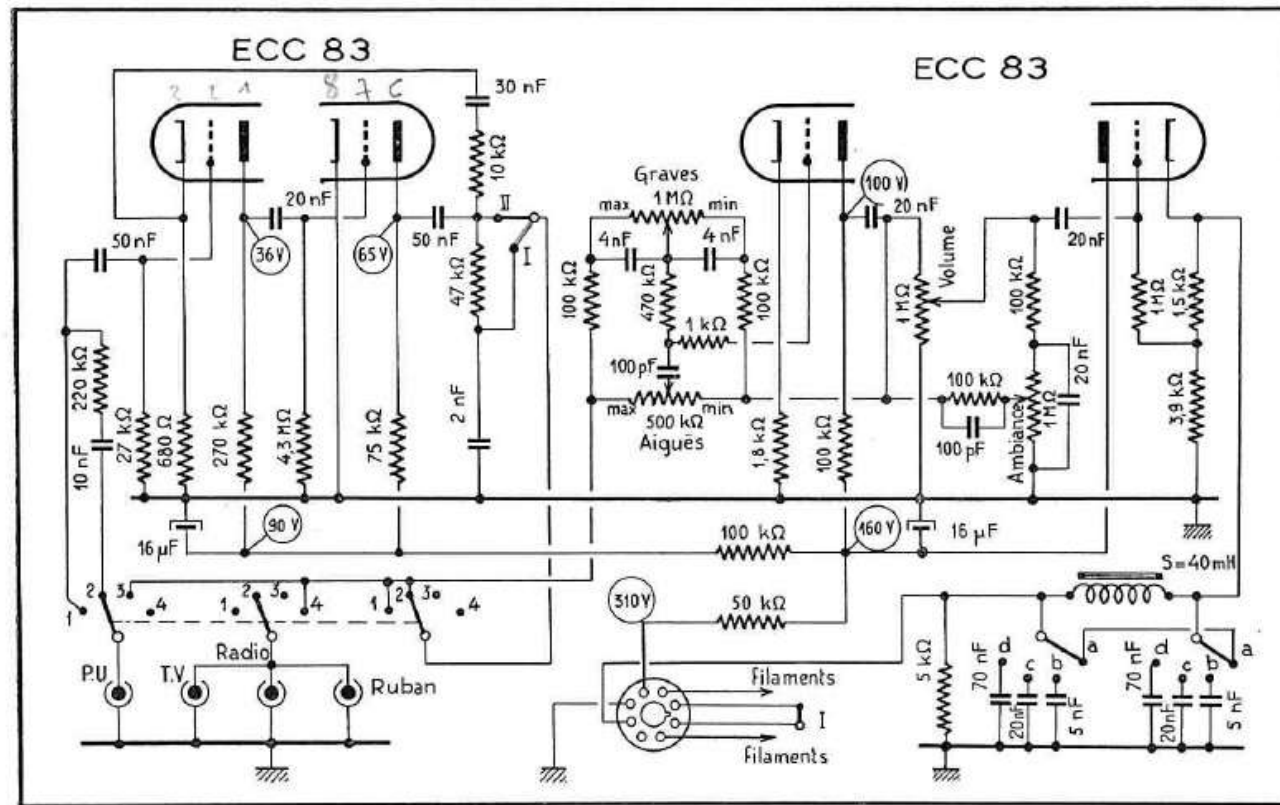 ECC 83
ECC 83
2 2 1
8 7 6
30 nF
10 kΩ
II
I
50 nF
20 nF
36 V
65 V
50 nF
47 kΩ
2 nF
220 kΩ
10 nF
27 kΩ
680 Ω
270 kΩ
4,3 MΩ
75 kΩ
Graves
max 1 MΩ min
4 nF 4 nF
100 kΩ
470 kΩ
100 kΩ
1 kΩ
100 pF
max 500 kΩ min
Aiguës
100 V
20 nF
1 MΩ
Volume
1,8 kΩ
100 kΩ
20 nF
100 kΩ
1 MΩ
1,5 kΩ
20 nF
100 kΩ
100 pF
Ambiance
1 MΩ
3,9 kΩ
16 µF
90 V
100 kΩ
160 V
16 µF
S = 40 mH
1 2 3 4
1 2 3 4
1 2 3 4
310 V
50 kΩ
P.U
T.V
Radio
Ruban
filaments
I
filaments
5 kΩ
d c b a
70 nF
20 nF
5 nF
d c b a
70 nF
20 nF
5 nF